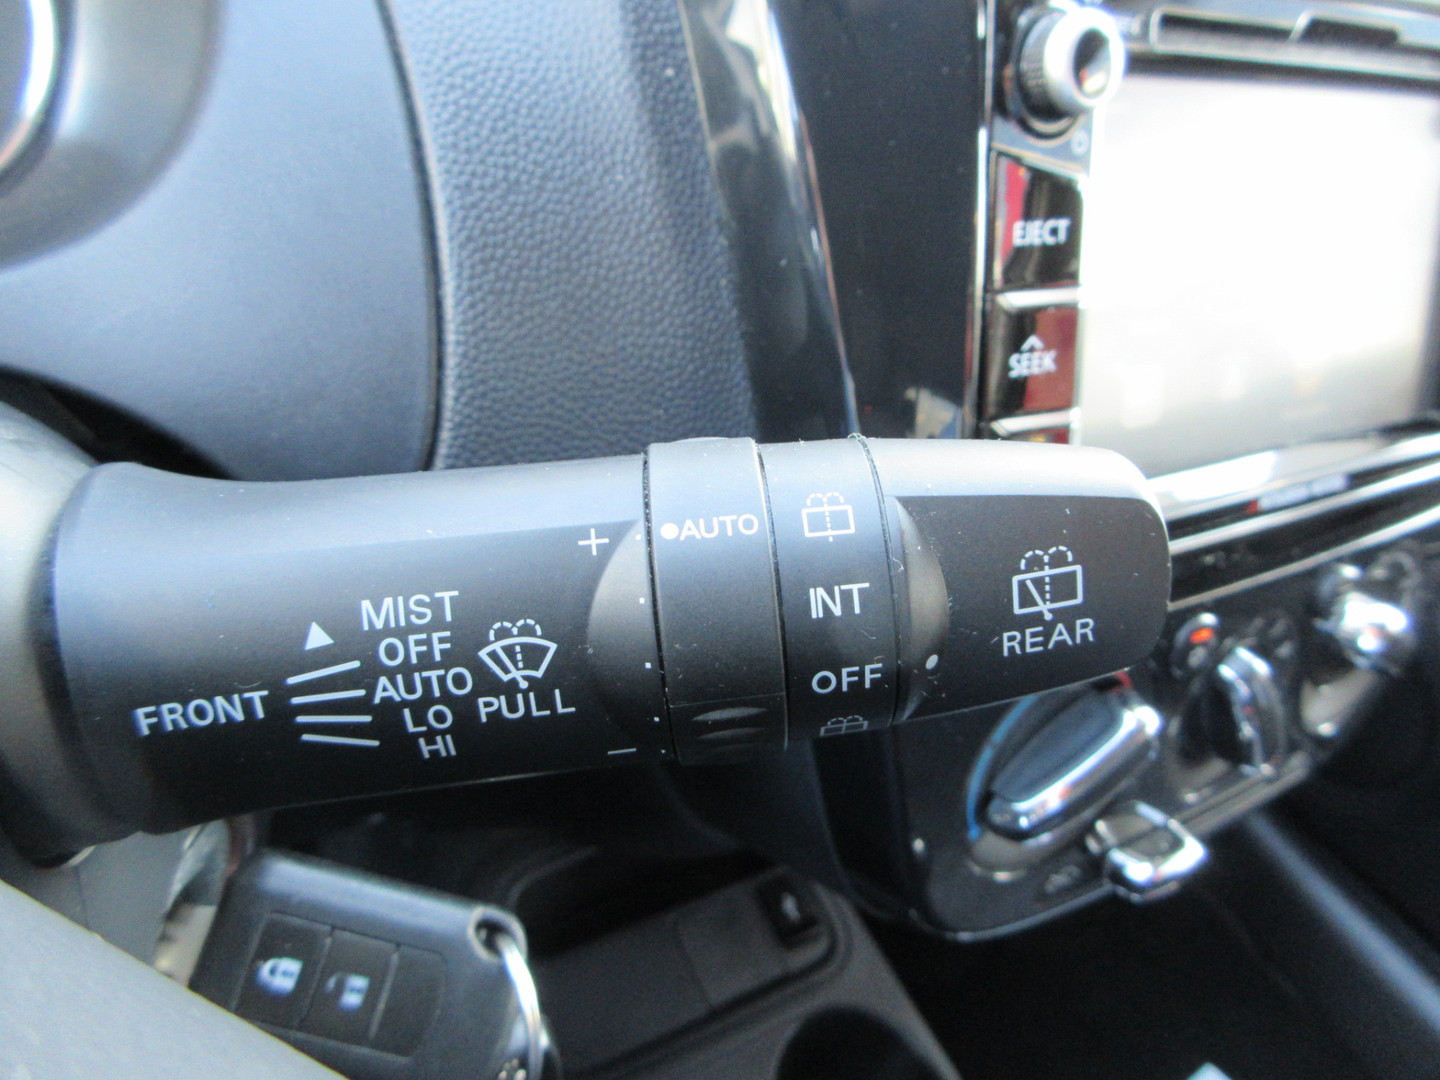 EJECT
SEEK
+
●AUTO
INT
OFF
REAR
▲ MIST
OFF
AUTO
LO
HI
FRONT
PULL
−